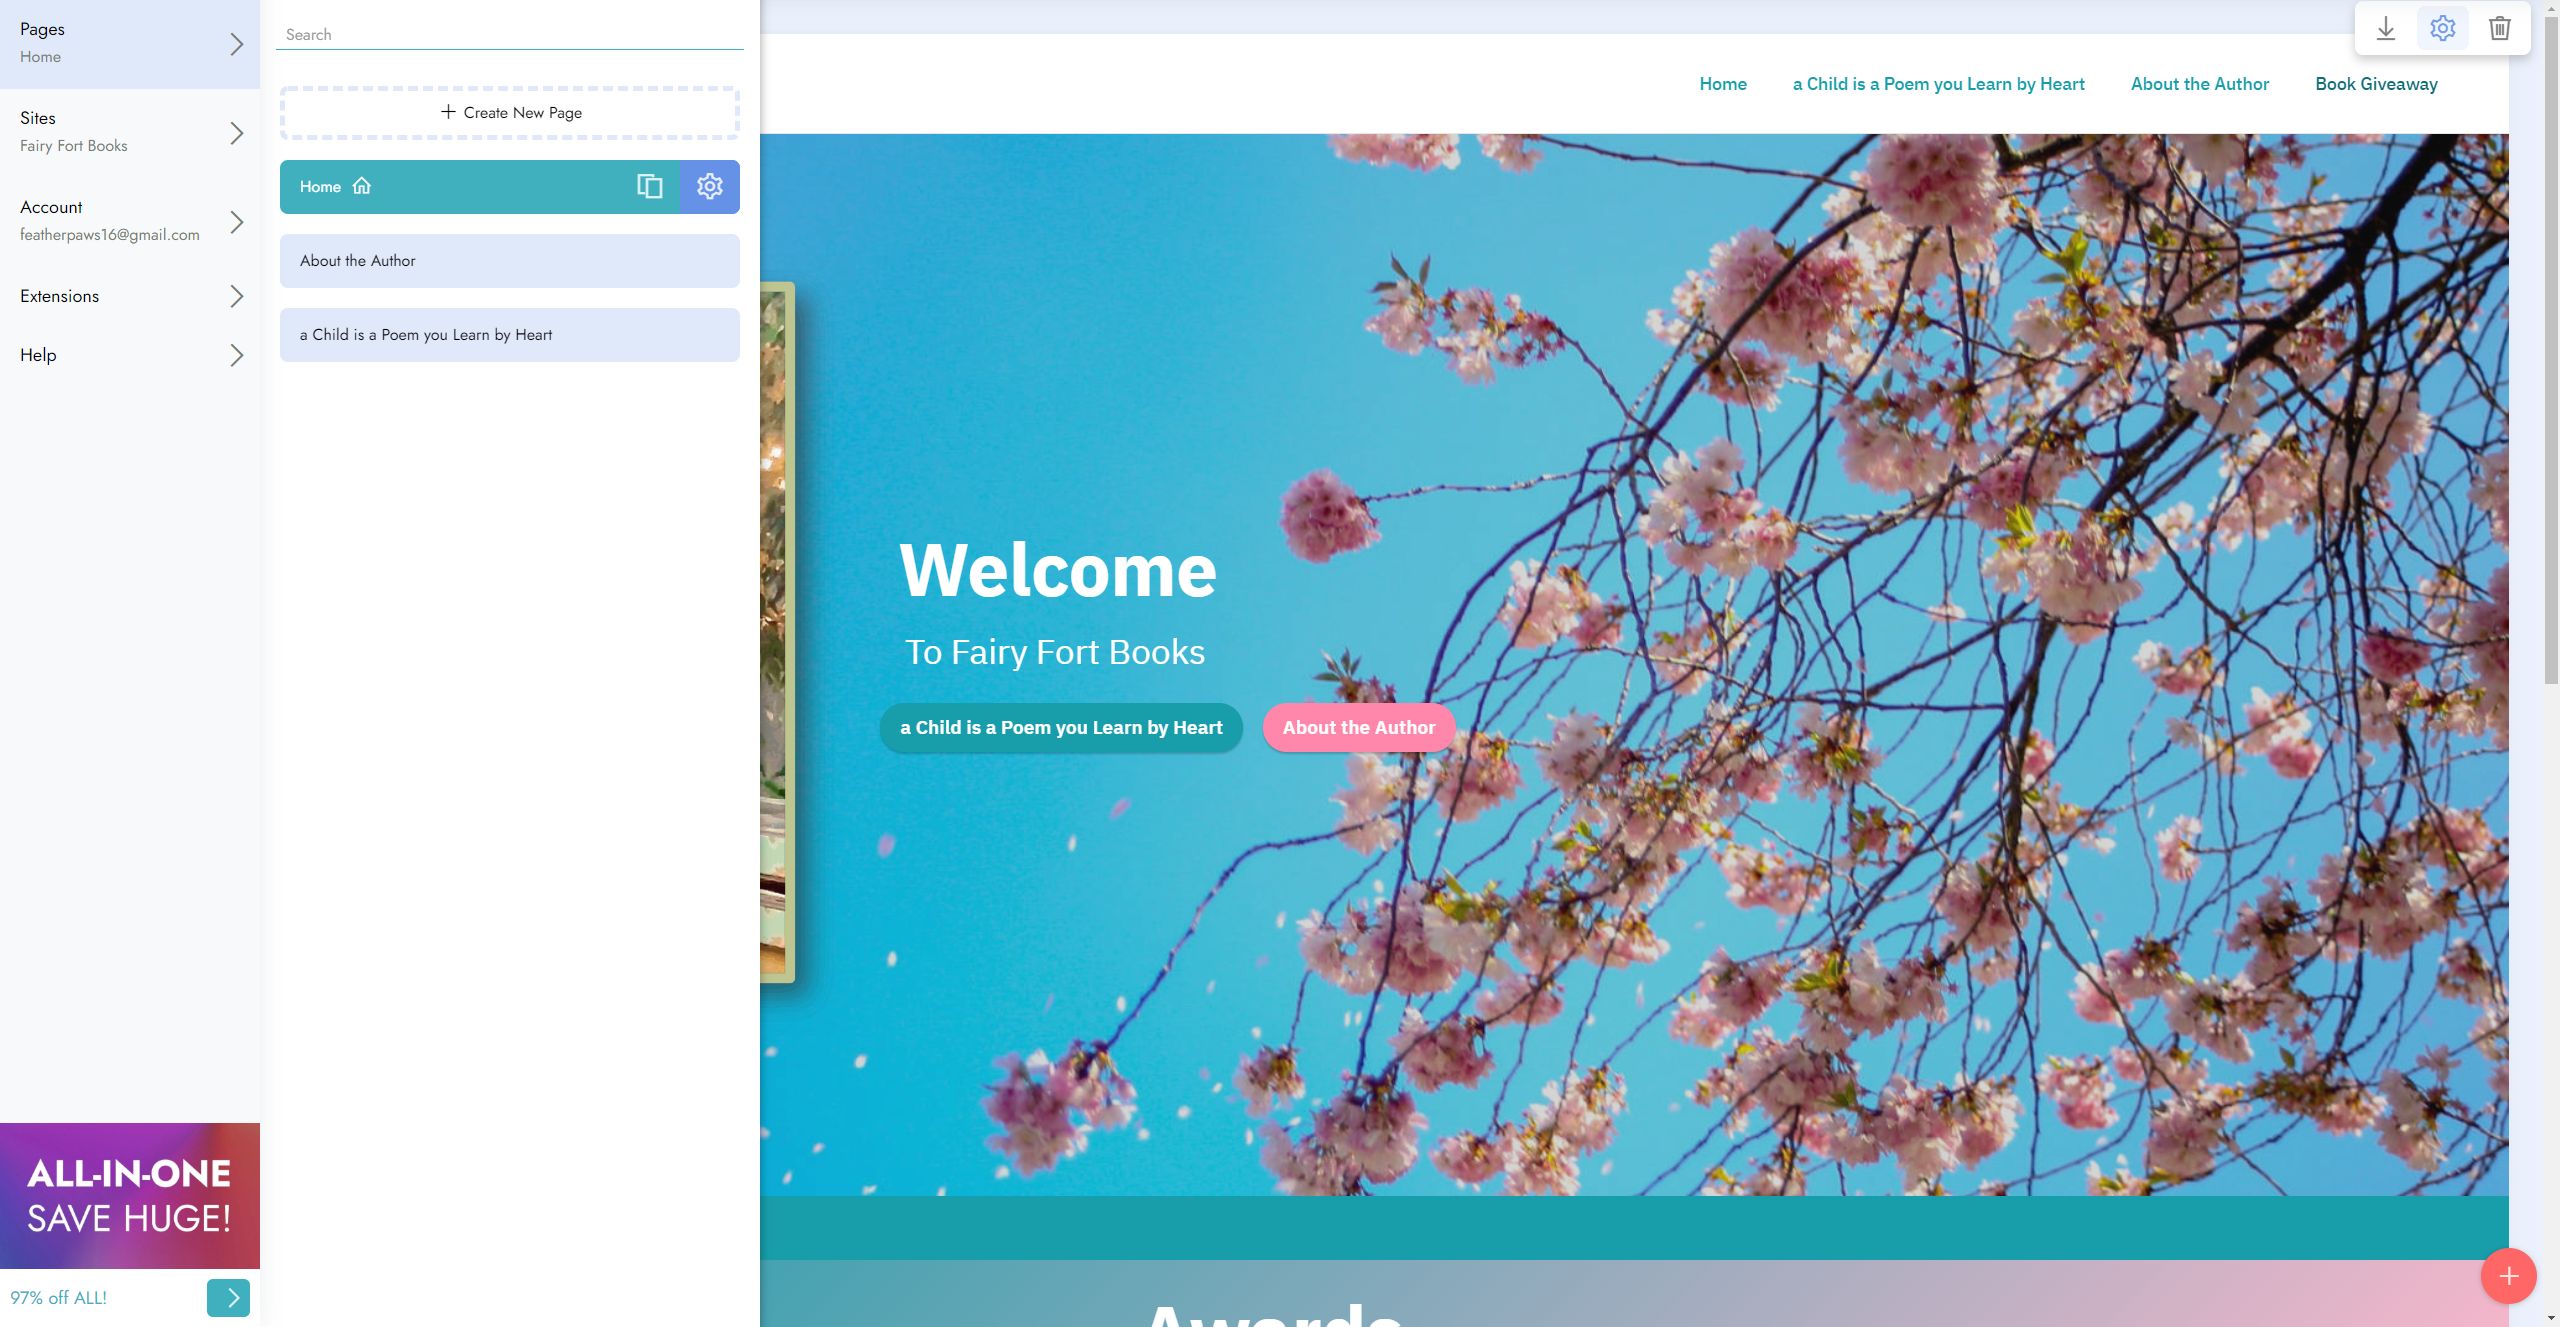 Pages
Home
Sites
Fairy Fort Books
Account
featherpaws16@gmail.com
Extensions
Help
ALL-IN-ONE
SAVE HUGE!
97% off ALL!
Search
Create New Page
Home
About the Author
a Child is a Poem you Learn by Heart
Home a Child is a Poem you Learn by Heart About the Author Book Giveaway
Welcome
To Fairy Fort Books
a Child is a Poem you Learn by Heart About the Author
Awards